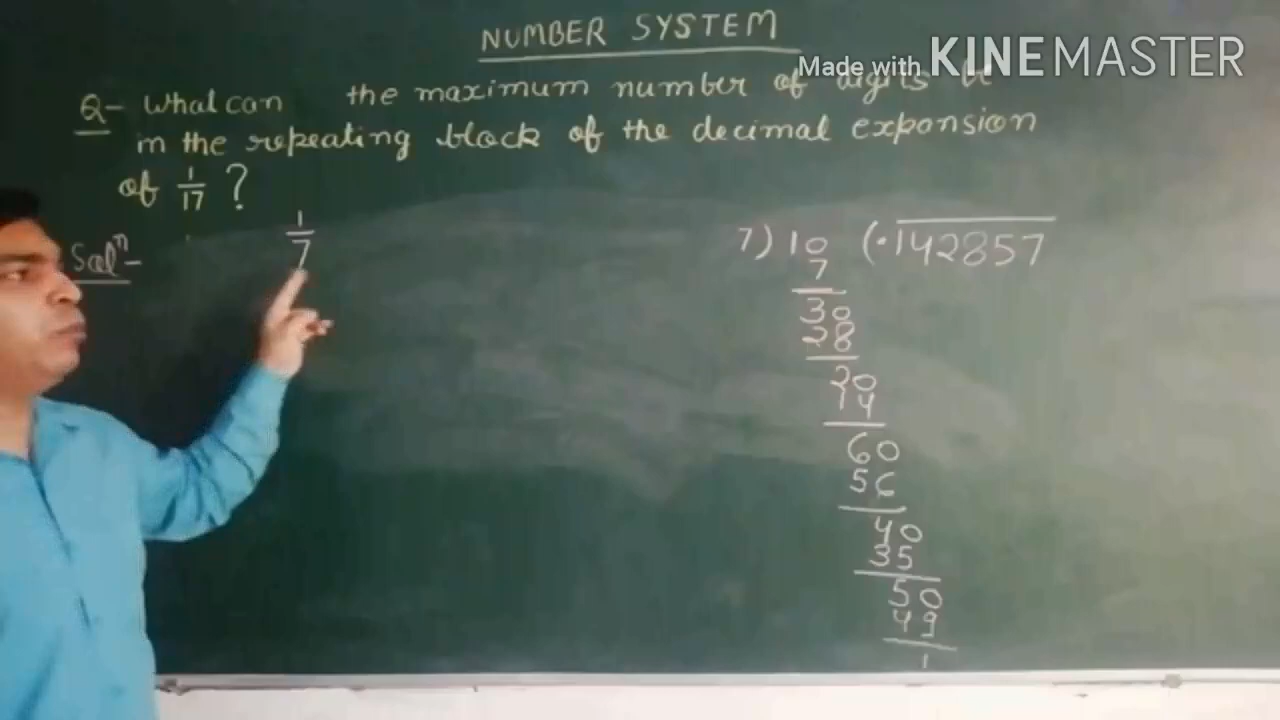 NUMBER SYSTEM
Made with KINEMASTER
Q- What can the maximum number of digits be
in the repeating block of the decimal expansion
of 1/17 ?
Solⁿ-
1/7
7) 10 (.142857
7
30
28
20
14
60
56
40
35
50
49
1